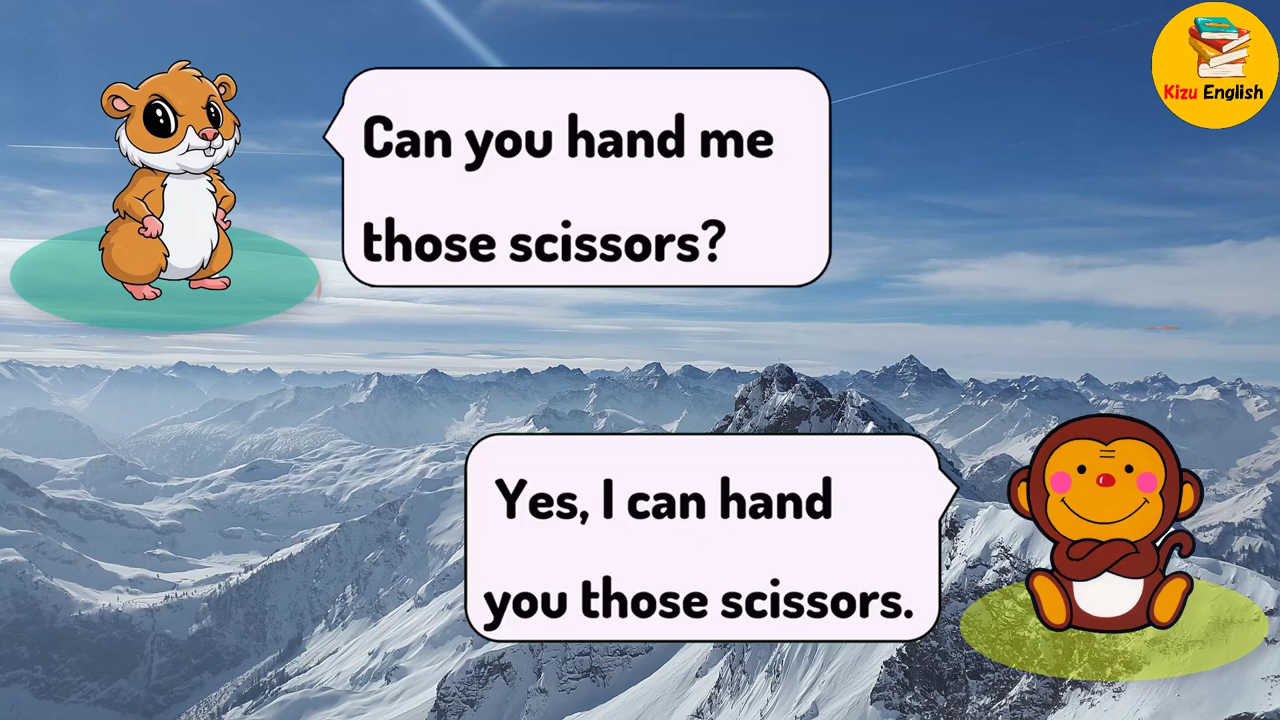 Kizu English
Can you hand me
those scissors?
Yes, I can hand
you those scissors.